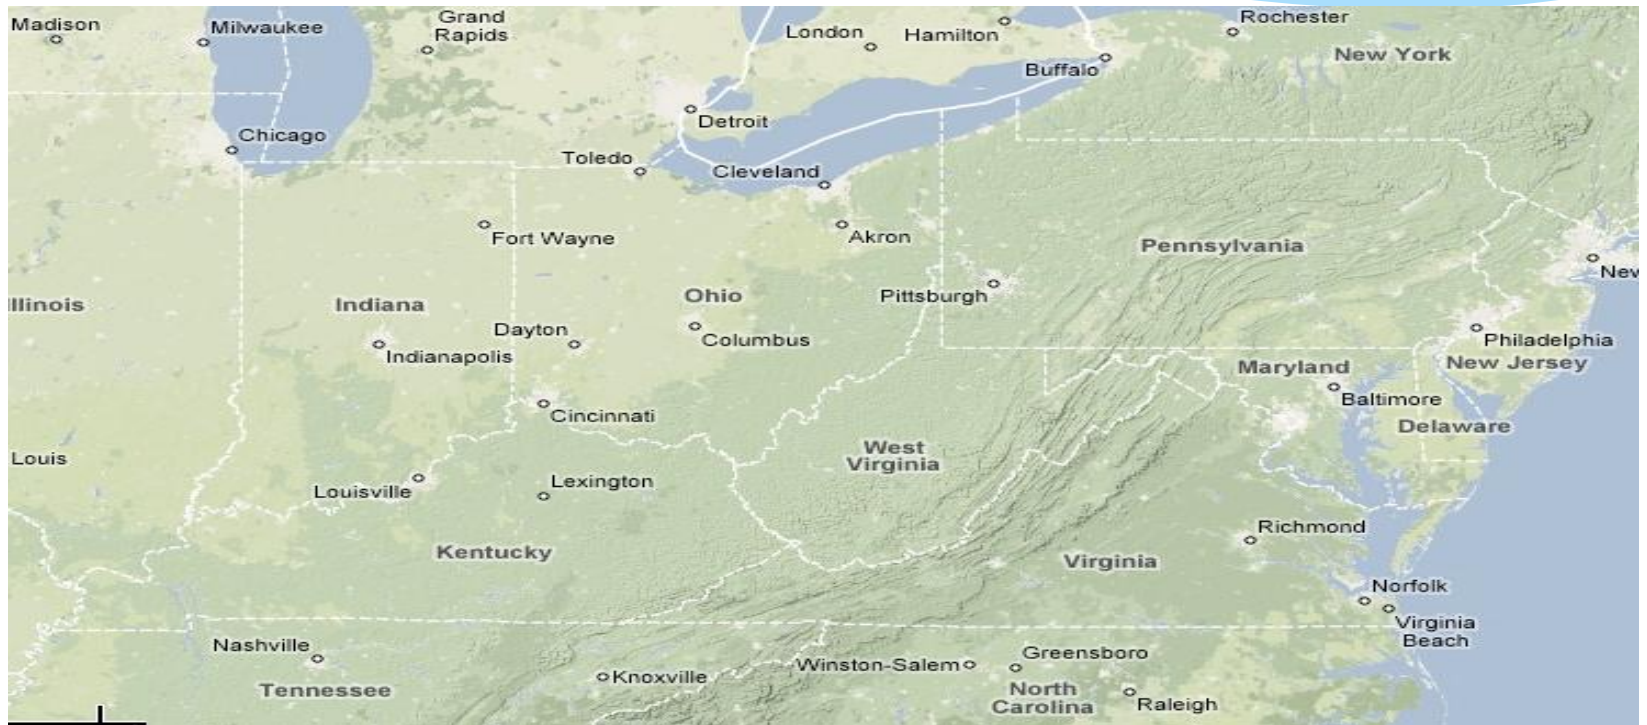 Madison
Milwaukee
Grand
Rapids
London
Hamilton
Rochester
New York
Buffalo
Detroit
Chicago
Toledo
Cleveland
Fort Wayne
Akron
Pennsylvania
New
Pittsburgh
llinois
Indiana
Ohio
Dayton
Columbus
Indianapolis
Philadelphia
New Jersey
Maryland
Baltimore
Cincinnati
Delaware
West
Virginia
Louis
Louisville
Lexington
Richmond
Kentucky
Virginia
Norfolk
Virginia
Beach
Nashville
Tennessee
Knoxville
Winston-Salem
Greensboro
North
Carolina
Raleigh